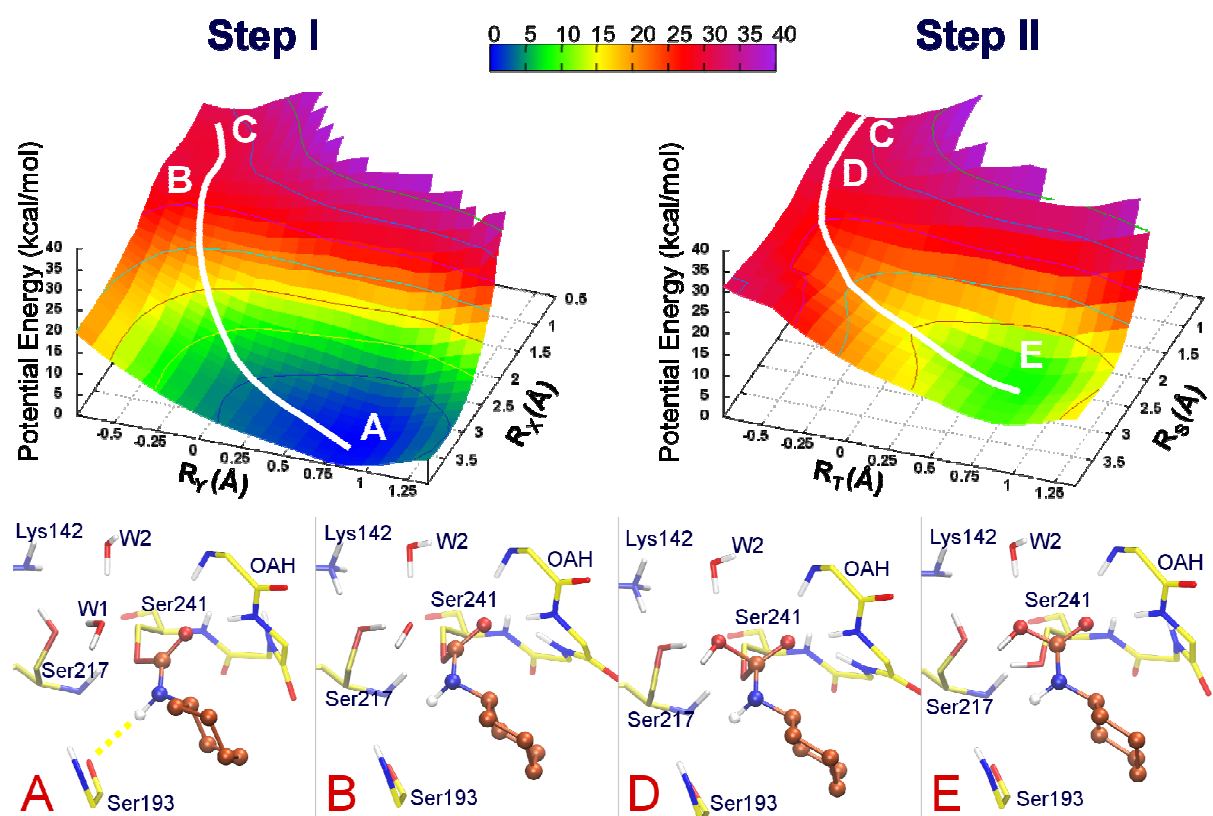 Step I
0 5 10 15 20 25 30 35 40
Step II
C
B
A
Potential Energy (kcal/mol)
40
35
30
25
20
15
10
5
0
-0.5
-0.25
0
0.25
0.5
0.75
1
1.25
RY(Å)
0.5
1
1.5
2
2.5
3
3.5
RX(Å)
C
D
E
Potential Energy (kcal/mol)
40
35
30
25
20
15
10
5
0
-0.5
-0.25
0
0.25
0.5
0.75
1
1.25
RT(Å)
1
1.5
2
2.5
3
3.5
RS(Å)
Lys142
W2
OAH
W1
Ser241
Ser217
Ser193
A
Lys142
W2
OAH
Ser241
Ser217
Ser193
B
Lys142
W2
OAH
Ser241
Ser217
Ser193
D
Lys142
W2
OAH
Ser241
Ser217
Ser193
E